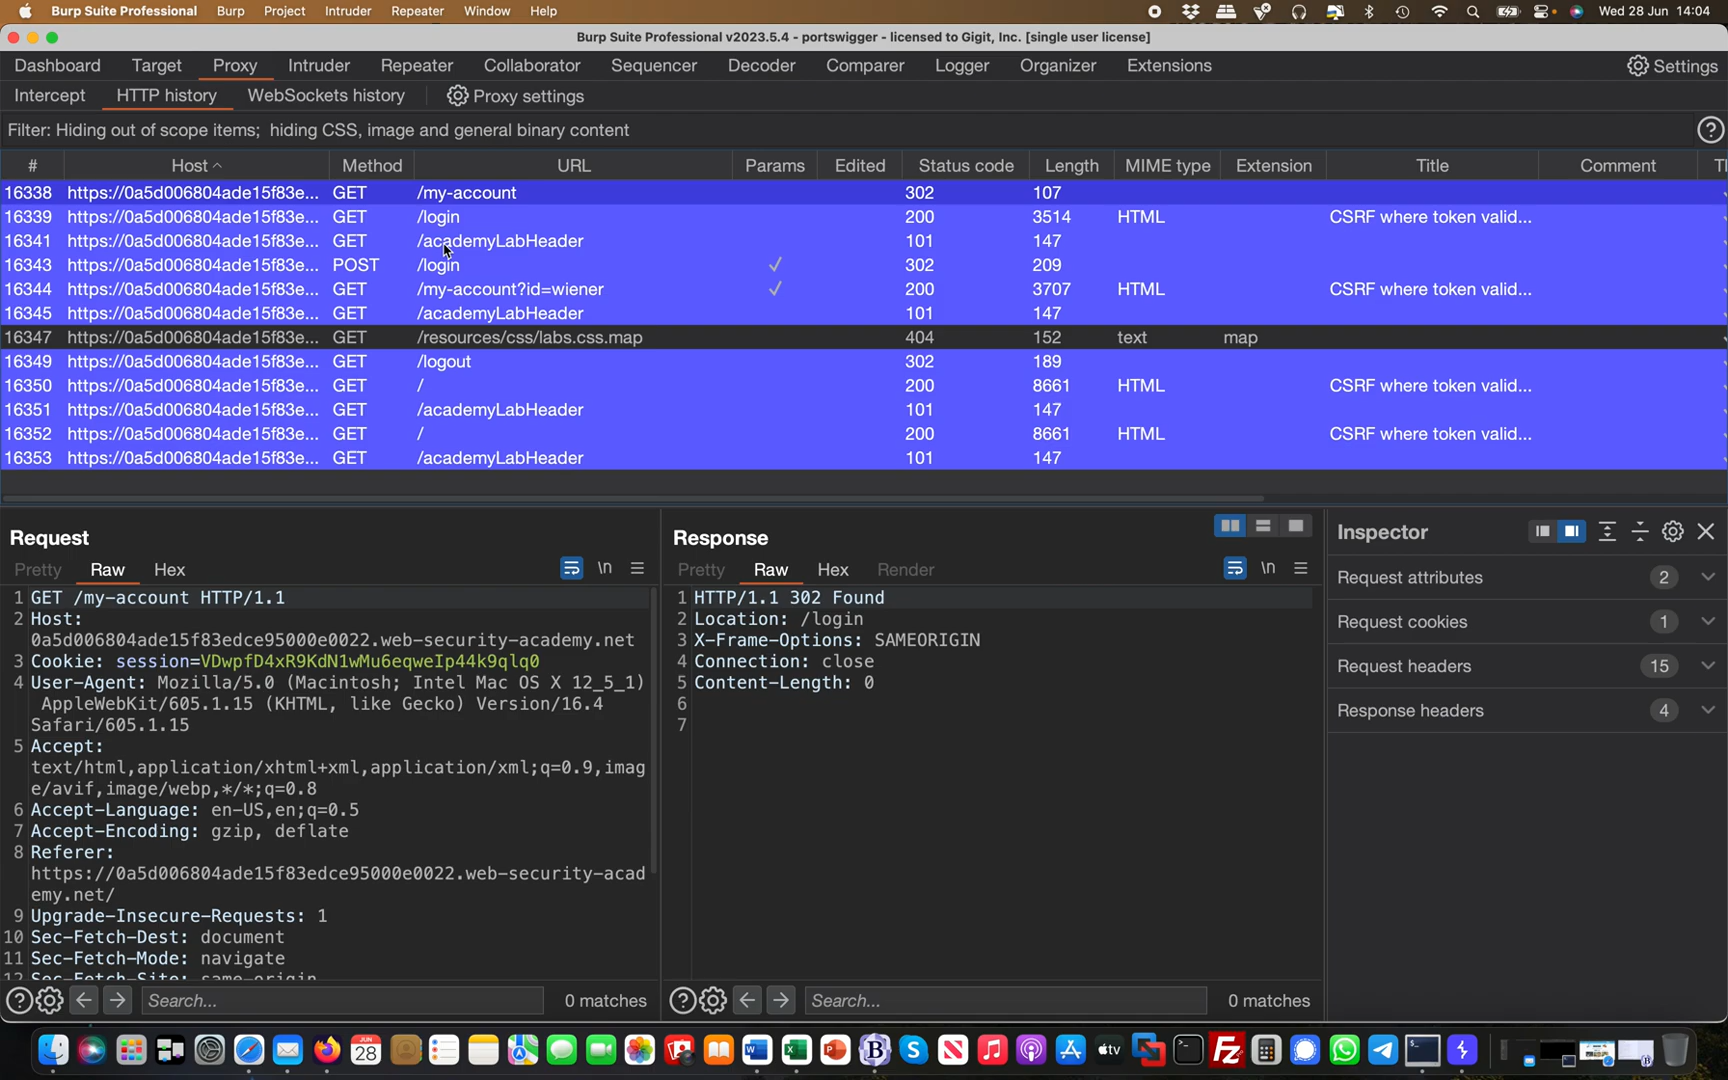 Burp Suite Professional Burp Project Intruder Repeater Window Help Wed 28 Jun 14:04
Burp Suite Professional v2023.5.4 - portswigger - licensed to Gigit, Inc. [single user license]
Dashboard Target Proxy Intruder Repeater Collaborator Sequencer Decoder Comparer Logger Organizer Extensions Settings
Intercept HTTP history WebSockets history Proxy settings
Filter: Hiding out of scope items; hiding CSS, image and general binary content ?
# Host Method URL Params Edited Status code Length MIME type Extension Title Comment
16338 https://0a5d006804ade15f83e... GET /my-account 302 107
16339 https://0a5d006804ade15f83e... GET /login 200 3514 HTML CSRF where token valid...
16341 https://0a5d006804ade15f83e... GET /academyLabHeader 101 147
16343 https://0a5d006804ade15f83e... POST /login ✓ 302 209
16344 https://0a5d006804ade15f83e... GET /my-account?id=wiener ✓ 200 3707 HTML CSRF where token valid...
16345 https://0a5d006804ade15f83e... GET /academyLabHeader 101 147
16347 https://0a5d006804ade15f83e... GET /resources/css/labs.css.map 404 152 text map
16349 https://0a5d006804ade15f83e... GET /logout 302 189
16350 https://0a5d006804ade15f83e... GET / 200 8661 HTML CSRF where token valid...
16351 https://0a5d006804ade15f83e... GET /academyLabHeader 101 147
16352 https://0a5d006804ade15f83e... GET / 200 8661 HTML CSRF where token valid...
16353 https://0a5d006804ade15f83e... GET /academyLabHeader 101 147
Request
Pretty Raw Hex \n
1 GET /my-account HTTP/1.1
2 Host:
0a5d006804ade15f83edce95000e0022.web-security-academy.net
3 Cookie: session=VDwpfD4xR9KdN1wMu6eqweIp44k9qlq0
4 User-Agent: Mozilla/5.0 (Macintosh; Intel Mac OS X 12_5_1)
AppleWebKit/605.1.15 (KHTML, like Gecko) Version/16.4
Safari/605.1.15
5 Accept:
text/html,application/xhtml+xml,application/xml;q=0.9,imag
e/avif,image/webp,*/*;q=0.8
6 Accept-Language: en-US,en;q=0.5
7 Accept-Encoding: gzip, deflate
8 Referer:
https://0a5d006804ade15f83edce95000e0022.web-security-acad
emy.net/
9 Upgrade-Insecure-Requests: 1
10 Sec-Fetch-Dest: document
11 Sec-Fetch-Mode: navigate
12 Sec-Fetch-Site: same-origin
Search... 0 matches
Response
Pretty Raw Hex Render \n
1 HTTP/1.1 302 Found
2 Location: /login
3 X-Frame-Options: SAMEORIGIN
4 Connection: close
5 Content-Length: 0
6
7
Search... 0 matches
Inspector
Request attributes 2
Request cookies 1
Request headers 15
Response headers 4
JUN
28
tv